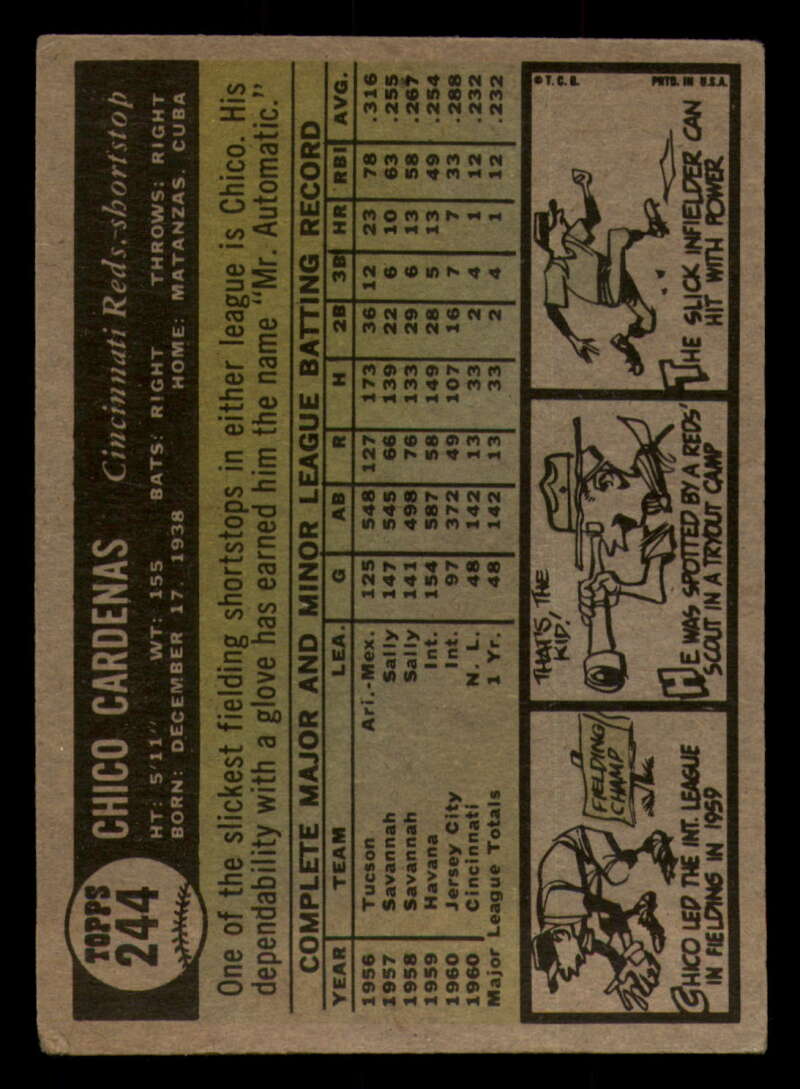 TOPPS
244
CHICO CARDENAS Cincinnati Reds-shortstop
HT: 5'11" WT: 155 BATS: RIGHT THROWS: RIGHT
BORN: DECEMBER 17, 1938 HOME: MATANZAS, CUBA
One of the slickest fielding shortstops in either league is Chico. His
dependability with a glove has earned him the name "Mr. Automatic."
COMPLETE MAJOR AND MINOR LEAGUE BATTING RECORD
YEAR TEAM LEA. G AB R H 2B 3B HR RBI AVG.
1956 Tucson Ari.-Mex. 125 548 127 173 36 12 23 78 .316
1957 Savannah Sally 147 545 66 139 22 6 10 63 .255
1958 Savannah Sally 141 498 76 133 29 6 13 58 .267
1959 Havana Int. 154 587 58 149 28 5 13 49 .254
1960 Jersey City Int. 97 372 49 107 16 7 7 33 .288
1960 Cincinnati N. L. 48 142 13 33 2 4 1 12 .232
Major League Totals 1 Yr. 48 142 13 33 2 4 1 12 .232
FIELDING
CHAMP
CHICO LED THE INT. LEAGUE
IN FIELDING IN 1959
THAT'S THE
KID!
HE WAS SPOTTED BY A REDS'
SCOUT IN A TRYOUT CAMP
© T. C. G. PRTD. IN U.S.A.
THE SLICK INFIELDER CAN
HIT WITH POWER